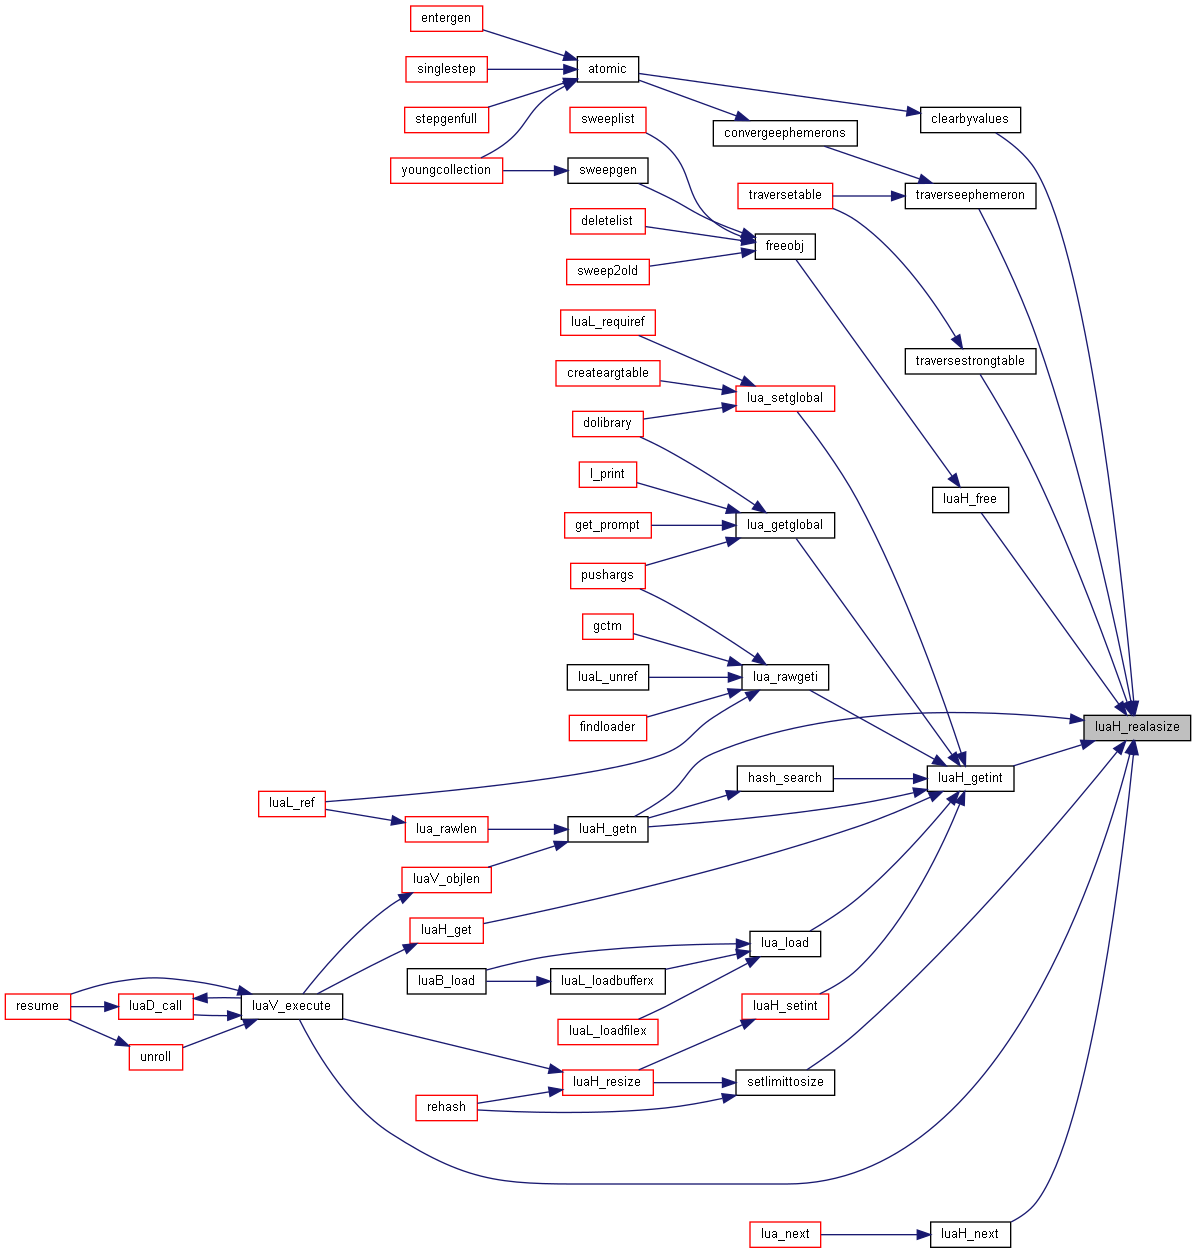 entergen
singlestep
atomic
stepgenfull
sweeplist
clearbyvalues
convergeephemerons
youngcollection
sweepgen
traversetable
traverseephemeron
deletelist
freeobj
sweep2old
luaL_requiref
traversestrongtable
createargtable
lua_setglobal
dolibrary
l_print
luaH_free
get_prompt
lua_getglobal
pushargs
gctm
luaL_unref
lua_rawgeti
findloader
luaH_realasize
hash_search
luaH_getint
luaL_ref
lua_rawlen
luaH_getn
luaV_objlen
luaH_get
lua_load
luaB_load
luaL_loadbufferx
resume
luaD_call
luaV_execute
luaH_setint
luaL_loadfilex
unroll
luaH_resize
setlimittosize
rehash
lua_next
luaH_next